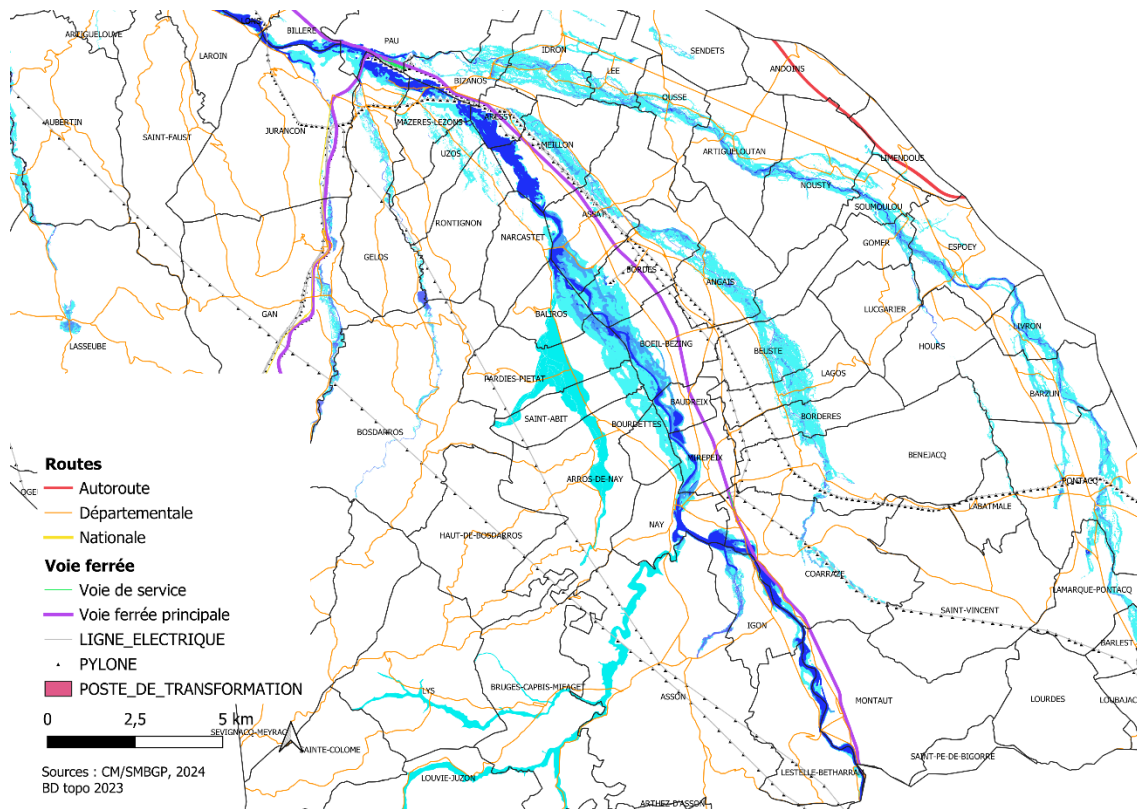 ARTIGUELOUVE
LAROIN
BILLERE
PAU
IDRON
LEE
SENDETS
ANDOINS
BIZANOS
OUSSE
AUBERTIN
SAINT-FAUST
JURANCON
MAZERES-LEZONS
UZOS
MEILLON
ARTIGUELOUTAN
LIMENDOUS
NOUSTY
SOUMOULOU
RONTIGNON
ASSAT
NARCASTET
GOMER
ESPOEY
GELOS
BORDES
ANGAIS
GAN
BALIROS
LUCGARIER
LIVRON
LASSEUBE
BOEIL-BEZING
BEUSTE
HOURS
PARDIES-PIETAT
LAGOS
BARZUN
SAINT-ABIT
BAUDREIX
BOURDETTES
BORDERES
BOSDARROS
MIREPEIX
BENEJACQ
ARROS-DE-NAY
PONTACQ
LABATMALE
NAY
HAUT-DE-BOSDARROS
COARRAZE
LAMARQUE-PONTACQ
SAINT-VINCENT
IGON
BARLEST
LYS
BRUGES-CAPBIS-MIFAGET
ASSON
MONTAUT
LOURDES
LOUBAJAC
SEVIGNACQ-MEYRAC
SAINTE-COLOME
SAINT-PE-DE-BIGORRE
LOUVIE-JUZON
LESTELLE-BETHARRAM
ARTHEZ-D'ASSON
Routes
Autoroute
Départementale
Nationale
Voie ferrée
Voie de service
Voie ferrée principale
LIGNE_ELECTRIQUE
PYLONE
POSTE_DE_TRANSFORMATION
0 2,5 5 km
Sources : CM/SMBGP, 2024
BD topo 2023